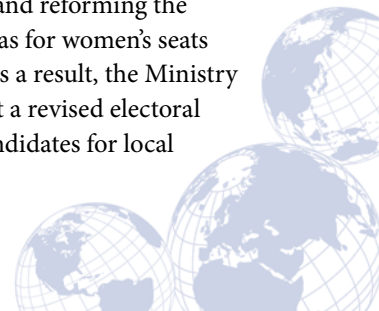 and reforming the
as for women’s seats
s a result, the Ministry
t a revised electoral
ndidates for local